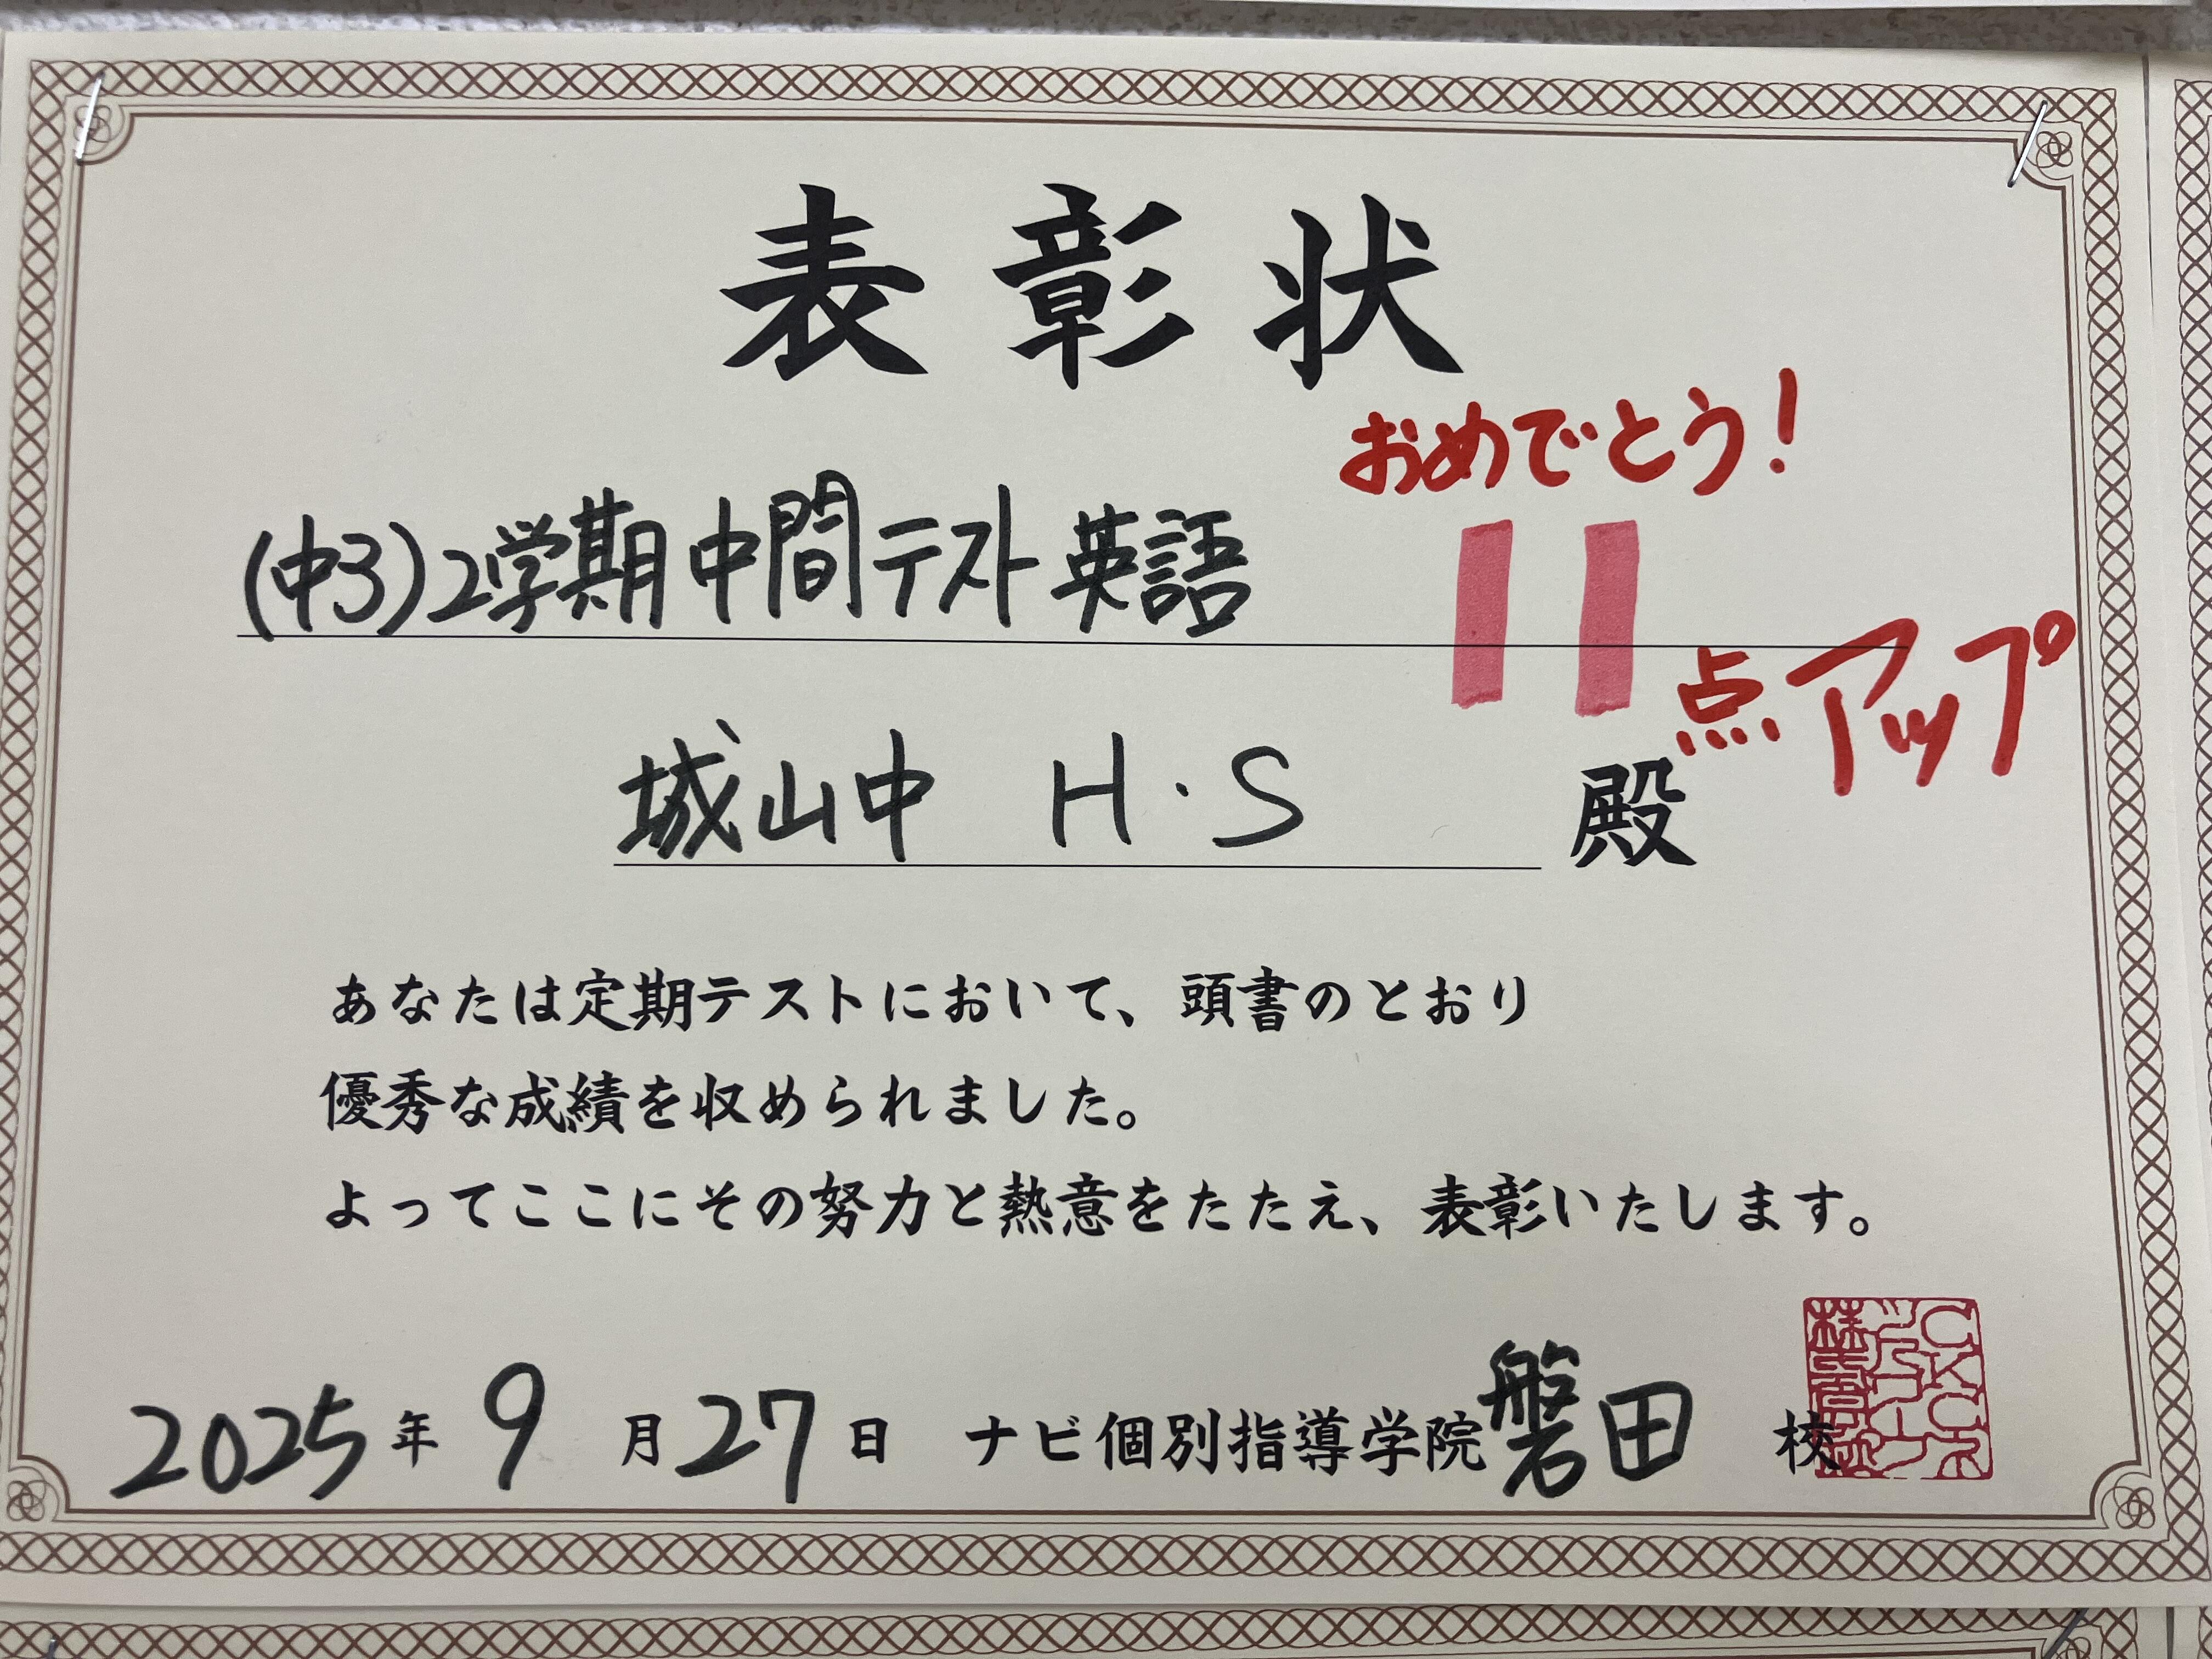 表彰状
おめでとう!
(中3)2学期中間テスト英語 11点アップ
城山中 H・S 殿
あなたは定期テストにおいて、頭書のとおり
優秀な成績を収められました。
よってここにその努力と熱意をたたえ、表彰いたします。
2025年9月27日 ナビ個別指導学院磐田校